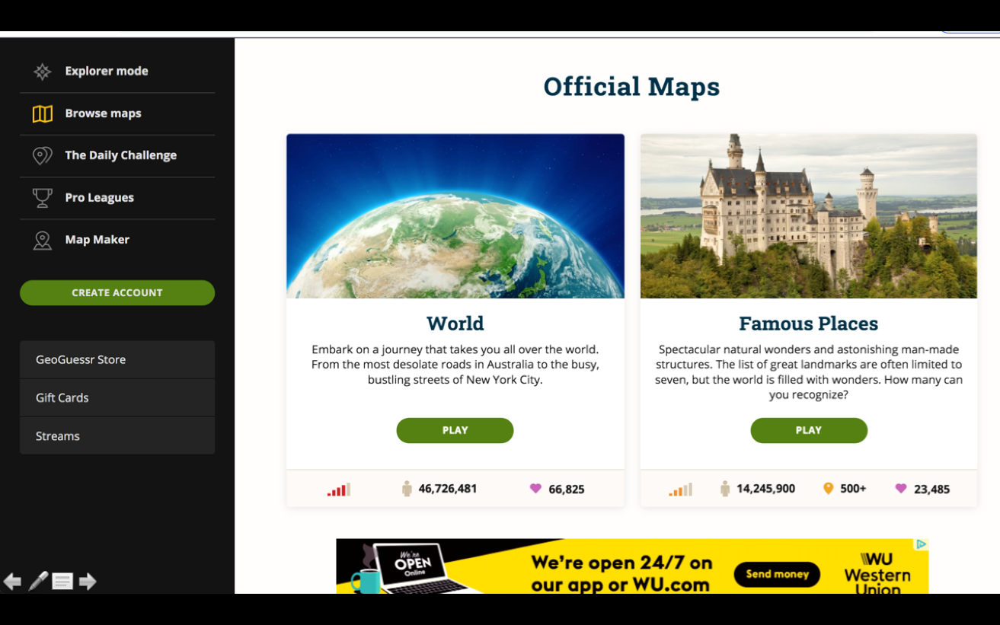 Explorer mode
Browse maps
The Daily Challenge
Pro Leagues
Map Maker
CREATE ACCOUNT
GeoGuessr Store
Gift Cards
Streams
Official Maps
World
Embark on a journey that takes you all over the world.
From the most desolate roads in Australia to the busy,
bustling streets of New York City.
PLAY
46,726,481
66,825
Famous Places
Spectacular natural wonders and astonishing man-made
structures. The list of great landmarks are often limited to
seven, but the world is filled with wonders. How many can
you recognize?
PLAY
14,245,900
500+
23,485
We're
OPEN
Online
We're open 24/7 on
our app or WU.com
Send money
WU
Western
Union